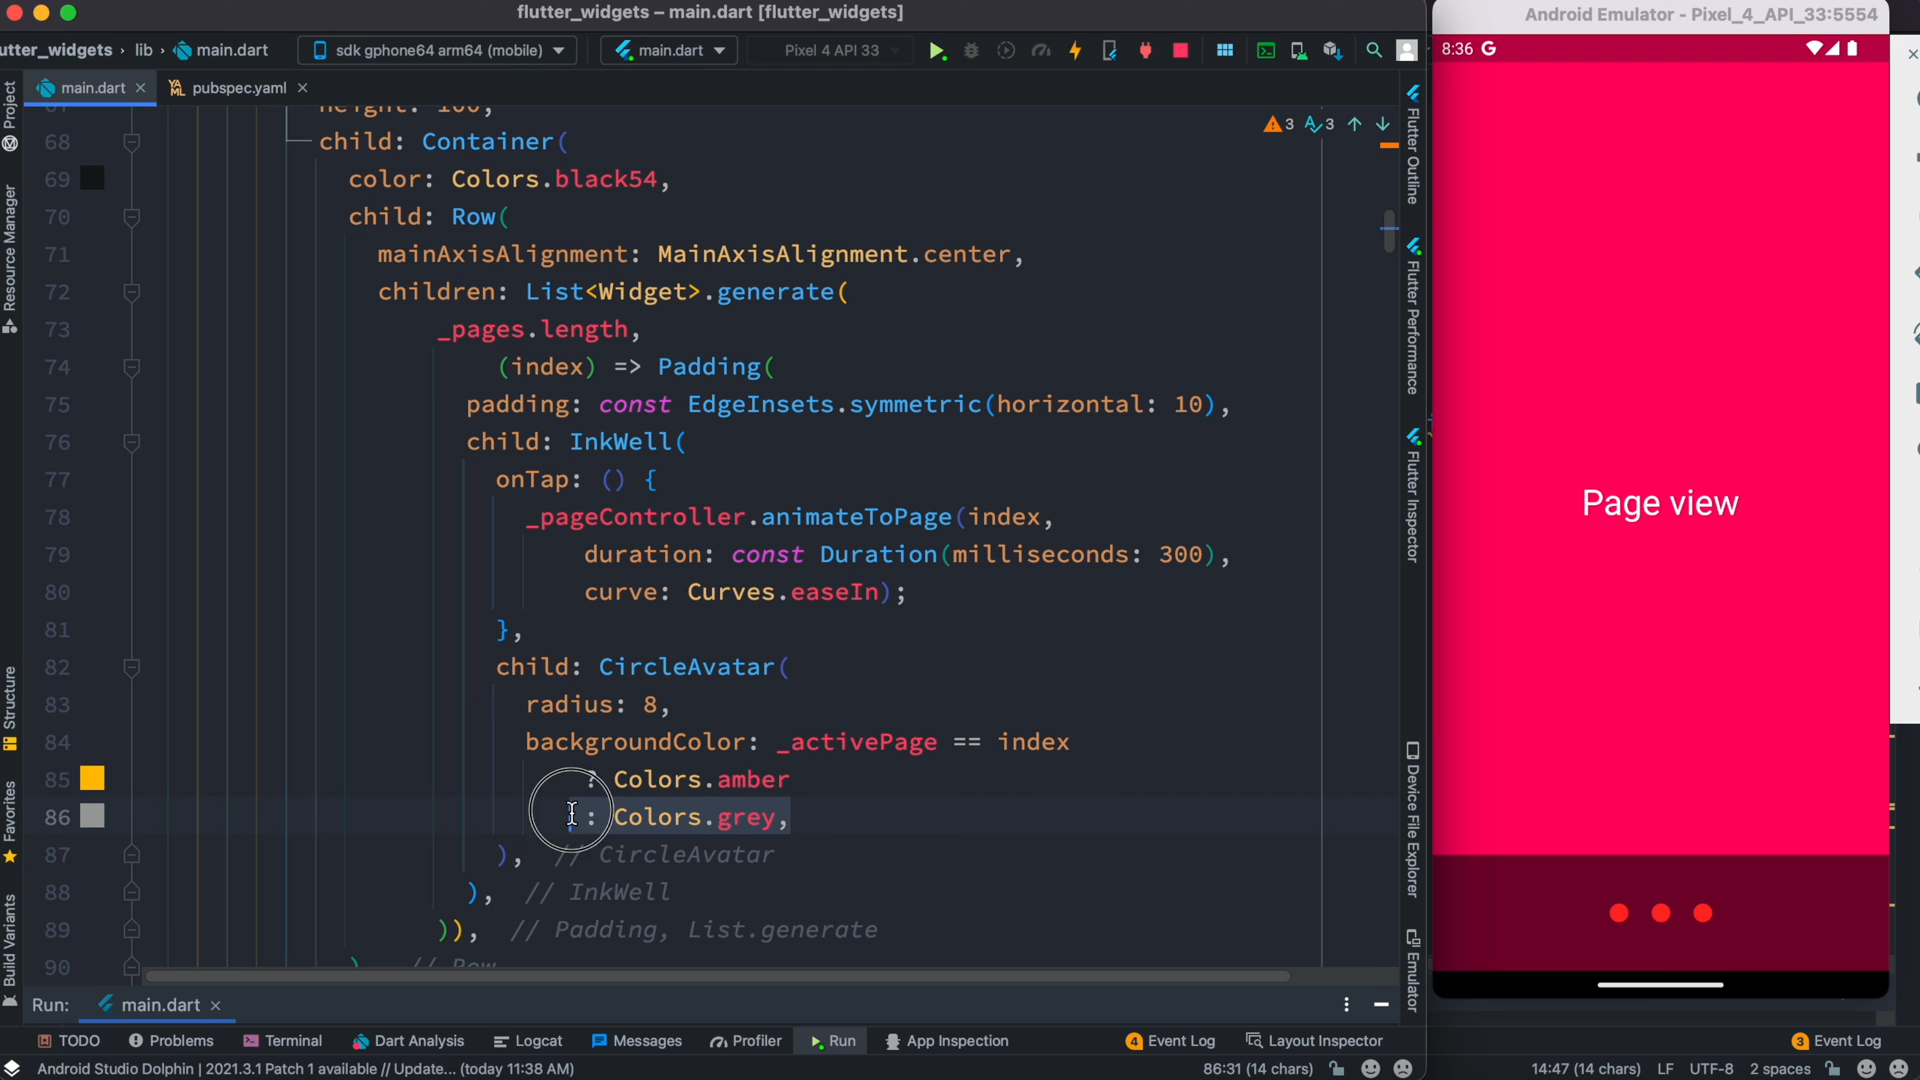 flutter_widgets – main.dart [flutter_widgets]
Android Emulator - Pixel_4_API_33:5554
utter_widgets › lib › main.dart
sdk gphone64 arm64 (mobile)
main.dart
Pixel 4 API 33
8:36 G
main.dart
pubspec.yaml
3 3
height: 100,
68 child: Container(
69 color: Colors.black54,
70 child: Row(
71 mainAxisAlignment: MainAxisAlignment.center,
72 children: List<Widget>.generate(
73 _pages.length,
74 (index) => Padding(
75 padding: const EdgeInsets.symmetric(horizontal: 10),
76 child: InkWell(
77 onTap: () {
78 _pageController.animateToPage(index,
79 duration: const Duration(milliseconds: 300),
80 curve: Curves.easeIn);
81 },
82 child: CircleAvatar(
83 radius: 8,
84 backgroundColor: _activePage == index
85 ? Colors.amber
86 : Colors.grey,
87 ), // CircleAvatar
88 ), // InkWell
89 )), // Padding, List.generate
90 ) // Row
Project
Resource Manager
Structure
Favorites
Build Variants
Flutter Outline
Flutter Performance
Flutter Inspector
Device File Explorer
Emulator
Page view
Run: main.dart
TODO Problems Terminal Dart Analysis Logcat Messages Profiler Run App Inspection 4 Event Log Layout Inspector
3 Event Log
Android Studio Dolphin | 2021.3.1 Patch 1 available // Update... (today 11:38 AM)
86:31 (14 chars)
14:47 (14 chars) LF UTF-8 2 spaces